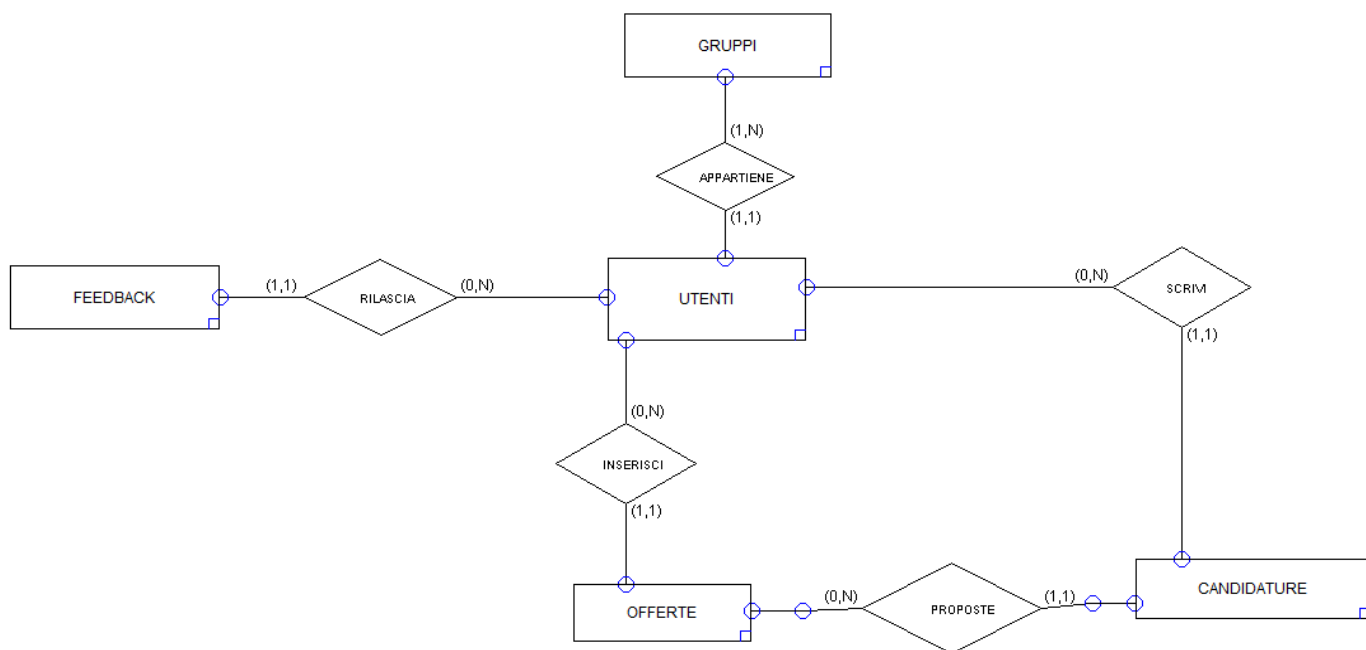 GRUPPI
(1,N)
APPARTIENE
(1,1)
FEEDBACK
(1,1)
RILASCIA
(0,N)
UTENTI
(0,N)
SCRIVI
(1,1)
(0,N)
INSERISCI
(1,1)
OFFERTE
(0,N)
PROPOSTE
(1,1)
CANDIDATURE